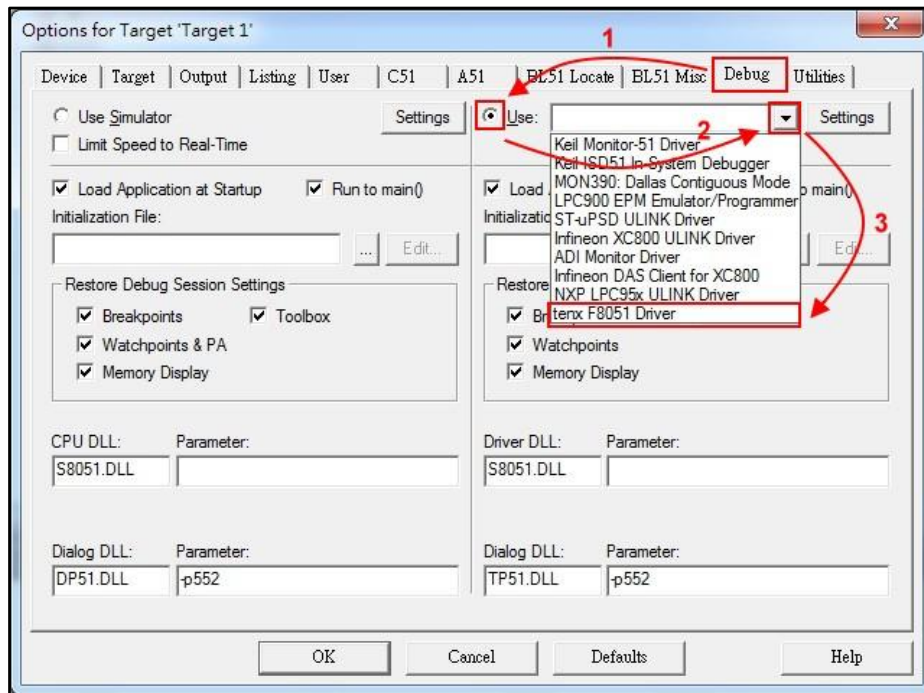 Options for Target 'Target 1'
1
Device Target Output Listing User C51 A51 BL51 Locate BL51 Misc Debug Utilities
Use Simulator
Settings
Use:
2
Settings
Limit Speed to Real-Time
Keil Monitor-51 Driver
Keil ISD51 In-System Debugger
MON390: Dallas Contiguous Mode
LPC900 EPM Emulator/Programmer
ST-uPSD ULINK Driver
Infineon XC800 ULINK Driver
ADI Monitor Driver
Infineon DAS Client for XC800
NXP LPC95x ULINK Driver
tenx F8051 Driver
3
Load Application at Startup
Run to main()
Load
main()
Initialization File:
... Edit...
Restore Debug Session Settings
Restore
Breakpoints
Toolbox
Watchpoints & PA
Watchpoints
Memory Display
Memory Display
CPU DLL: Parameter:
Driver DLL: Parameter:
S8051.DLL
S8051.DLL
Dialog DLL: Parameter:
Dialog DLL: Parameter:
DP51.DLL -p552
TP51.DLL -p552
OK Cancel Defaults Help